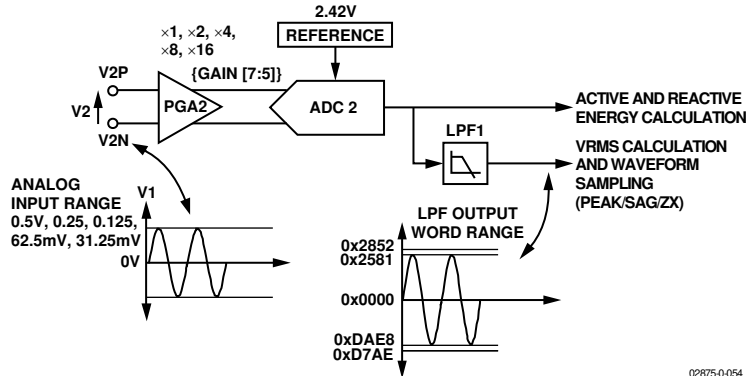 2.42V
×1, ×2, ×4,
×8, ×16
REFERENCE
V2P
{GAIN [7:5]}
V2
PGA2
ADC 2
V2N
ACTIVE AND REACTIVE
ENERGY CALCULATION
LPF1
VRMS CALCULATION
AND WAVEFORM
SAMPLING
(PEAK/SAG/ZX)
ANALOG
INPUT RANGE
0.5V, 0.25, 0.125,
62.5mV, 31.25mV
V1
0V
LPF OUTPUT
WORD RANGE
0x2852
0x2581
0x0000
0xDAE8
0xD7AE
02875-0-054